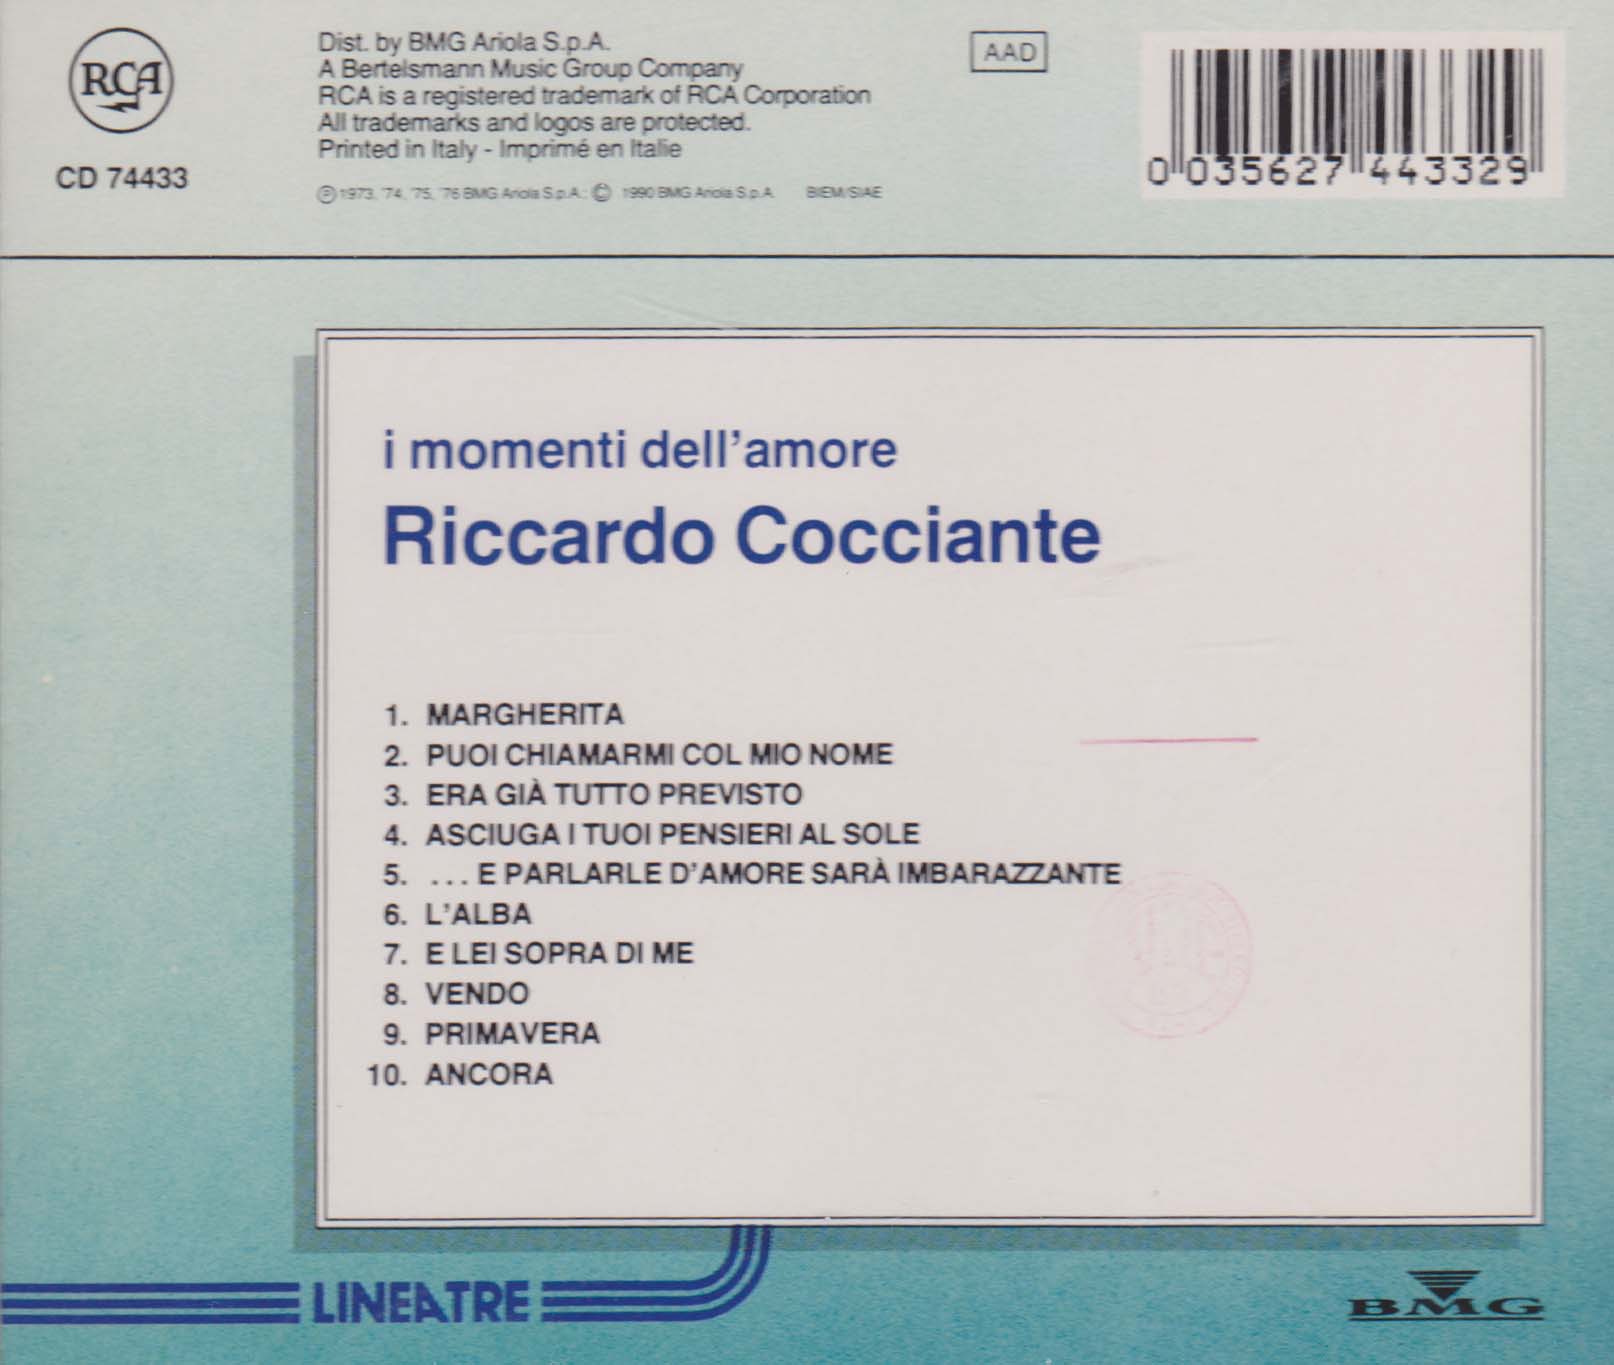 RCA
CD 74433
Dist. by BMG Ariola S.p.A.
A Bertelsmann Music Group Company
RCA is a registered trademark of RCA Corporation
All trademarks and logos are protected.
Printed in Italy - Imprimé en Italie
℗ 1973, '74, '75, '76 BMG Ariola S.p.A.; © 1990 BMG Ariola S.p.A. BIEM/SIAE
AAD
0 035627 443329
i momenti dell'amore
Riccardo Cocciante
1. MARGHERITA
2. PUOI CHIAMARMI COL MIO NOME
3. ERA GIÀ TUTTO PREVISTO
4. ASCIUGA I TUOI PENSIERI AL SOLE
5. ... E PARLARLE D'AMORE SARÀ IMBARAZZANTE
6. L'ALBA
7. E LEI SOPRA DI ME
8. VENDO
9. PRIMAVERA
10. ANCORA
LINEATRE
BMG